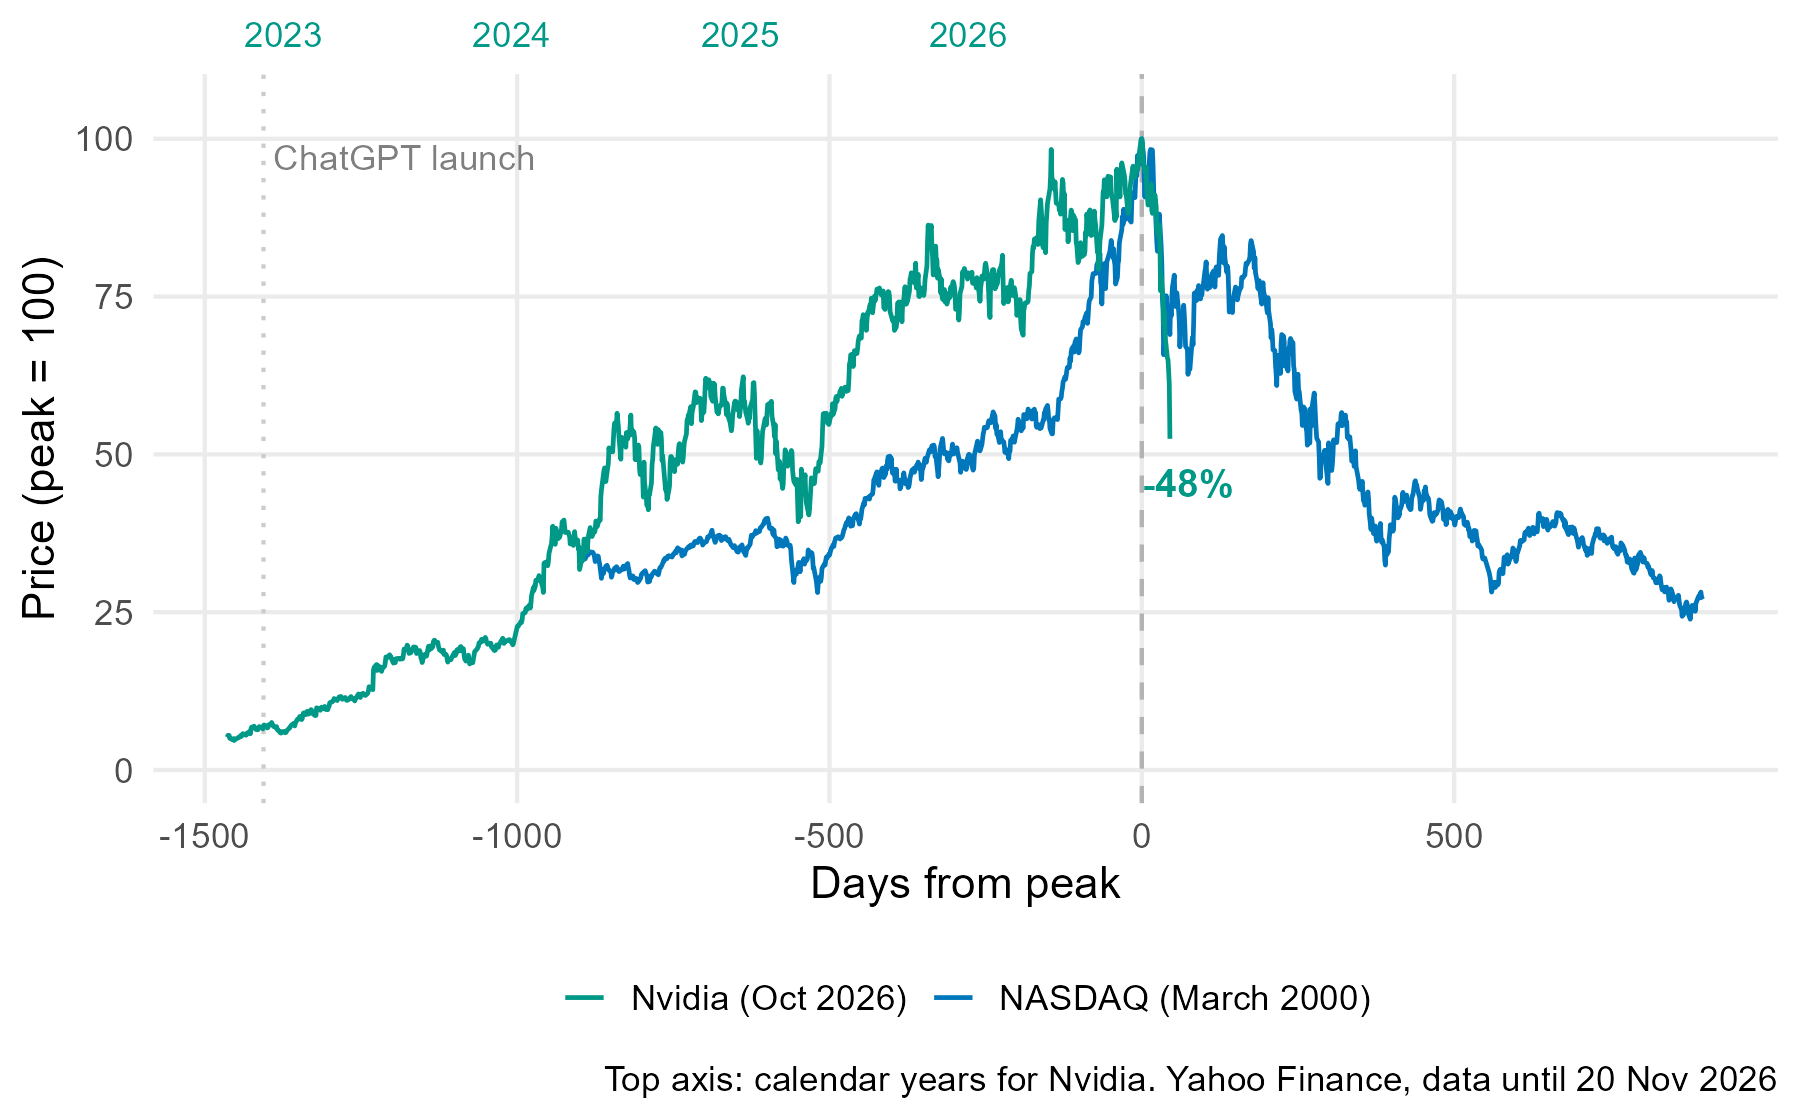 2023 2024 2025 2026
ChatGPT launch
Price (peak = 100)
100
75
50
25
0
-48%
-1500 -1000 -500 0 500
Days from peak
Nvidia (Oct 2026) NASDAQ (March 2000)
Top axis: calendar years for Nvidia. Yahoo Finance, data until 20 Nov 2026